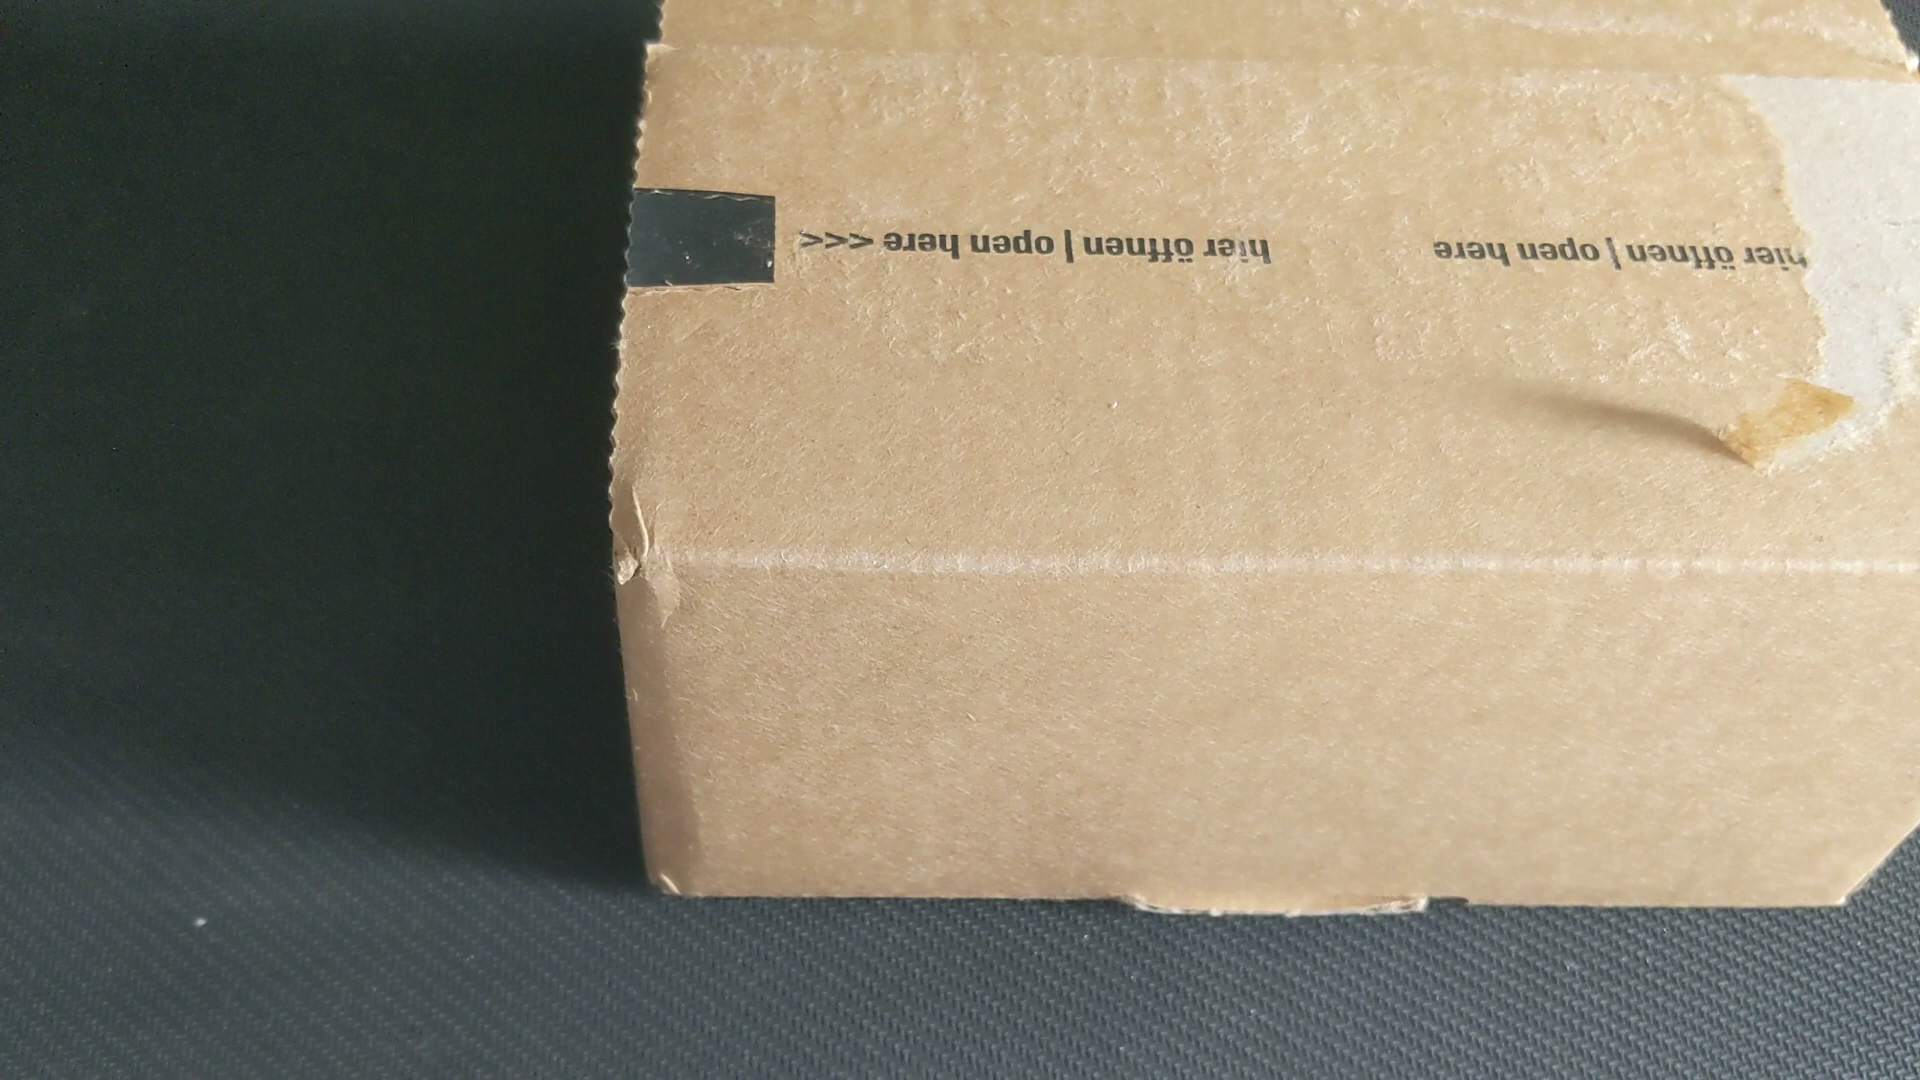 hier öffnen | open here
hier öffnen | open here <<<